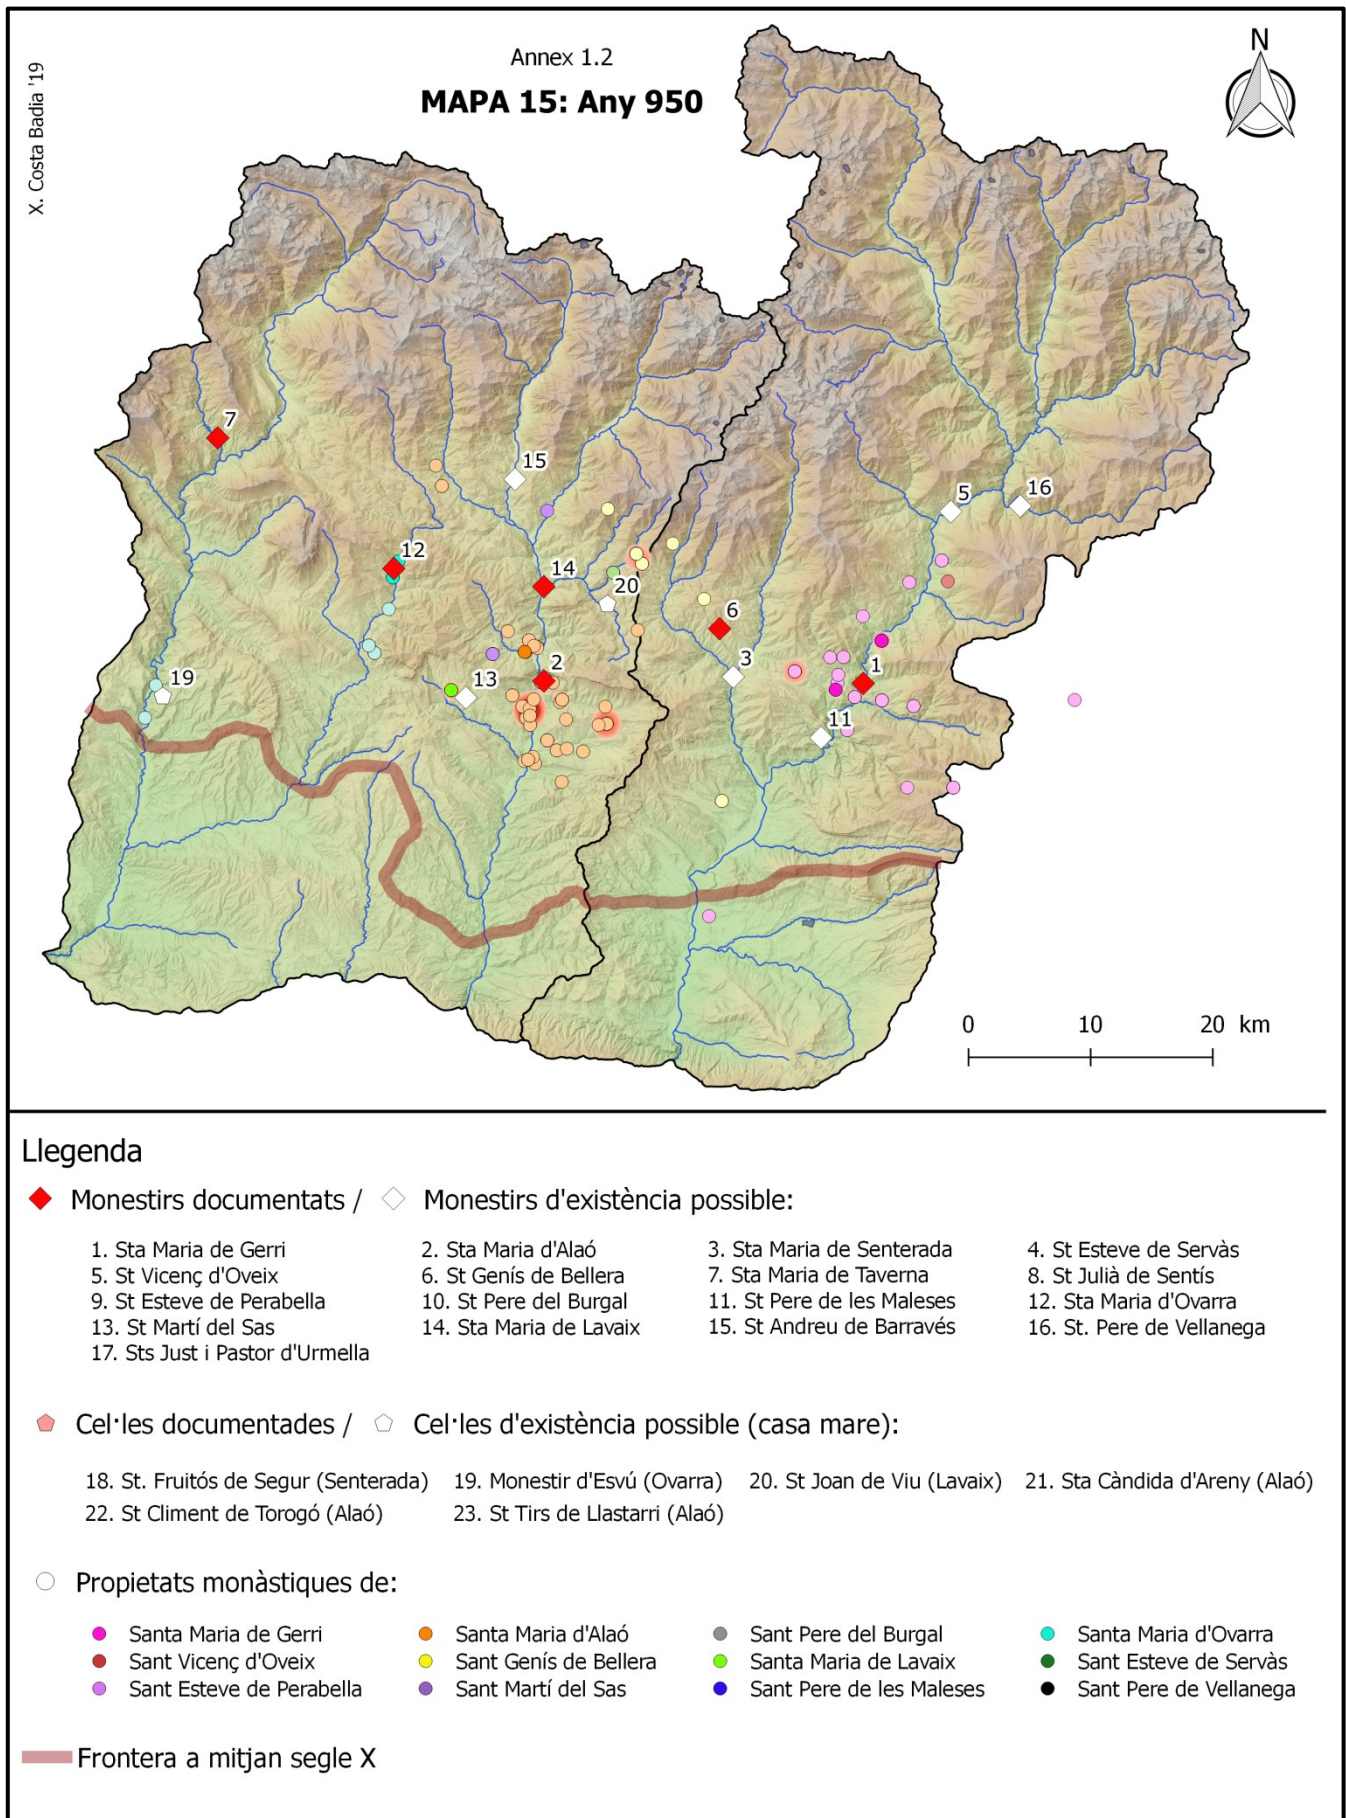 Annex 1.2
MAPA 15: Any 950
X. Costa Badia '19
N
7
15
5
16
12
14
20
6
3
1
19
13
2
11
0 10 20 km
Llegenda
Monestirs documentats / Monestirs d'existència possible:
1. Sta Maria de Gerri 2. Sta Maria d'Alaó 3. Sta Maria de Senterada 4. St Esteve de Servàs
5. St Vicenç d'Oveix 6. St Genís de Bellera 7. Sta Maria de Taverna 8. St Julià de Sentís
9. St Esteve de Perabella 10. St Pere del Burgal 11. St Pere de les Maleses 12. Sta Maria d'Ovarra
13. St Martí del Sas 14. Sta Maria de Lavaix 15. St Andreu de Barravés 16. St. Pere de Vellanega
17. Sts Just i Pastor d'Urmella
Cel·les documentades / Cel·les d'existència possible (casa mare):
18. St. Fruitós de Segur (Senterada) 19. Monestir d'Esvú (Ovarra) 20. St Joan de Viu (Lavaix) 21. Sta Càndida d'Areny (Alaó)
22. St Climent de Torogó (Alaó) 23. St Tirs de Llastarri (Alaó)
Propietats monàstiques de:
Santa Maria de Gerri Santa Maria d'Alaó Sant Pere del Burgal Santa Maria d'Ovarra
Sant Vicenç d'Oveix Sant Genís de Bellera Santa Maria de Lavaix Sant Esteve de Servàs
Sant Esteve de Perabella Sant Martí del Sas Sant Pere de les Maleses Sant Pere de Vellanega
Frontera a mitjan segle X